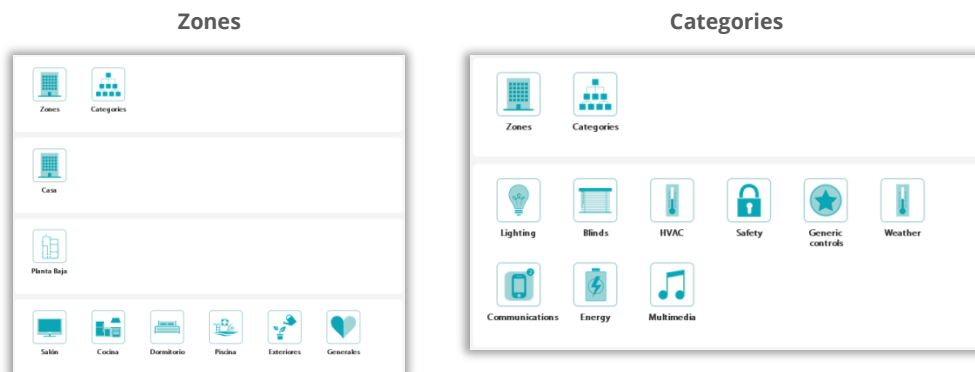 Zones
Zones Categories
Casa
Planta Baja
Salón Cocina Dormitorio Piscina Exteriores Generales
Categories
Zones Categories
Lighting Blinds HVAC Safety Generic controls Weather
2
Communications Energy Multimedia